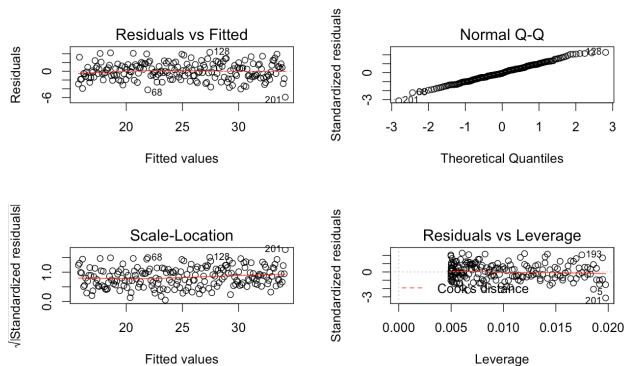 Residuals vs Fitted
Residuals
0
-6
128
68
201
20
25
30
Fitted values
Normal Q-Q
Standardized residuals
0
-3
128
68
201
-3
-2
-1
0
1
2
3
Theoretical Quantiles
Scale-Location
√|Standardized residuals|
1.0
0.0
201
68
128
20
25
30
Fitted values
Residuals vs Leverage
Standardized residuals
0
-3
193
5
201
Cook's distance
0.000
0.005
0.010
0.015
0.020
Leverage